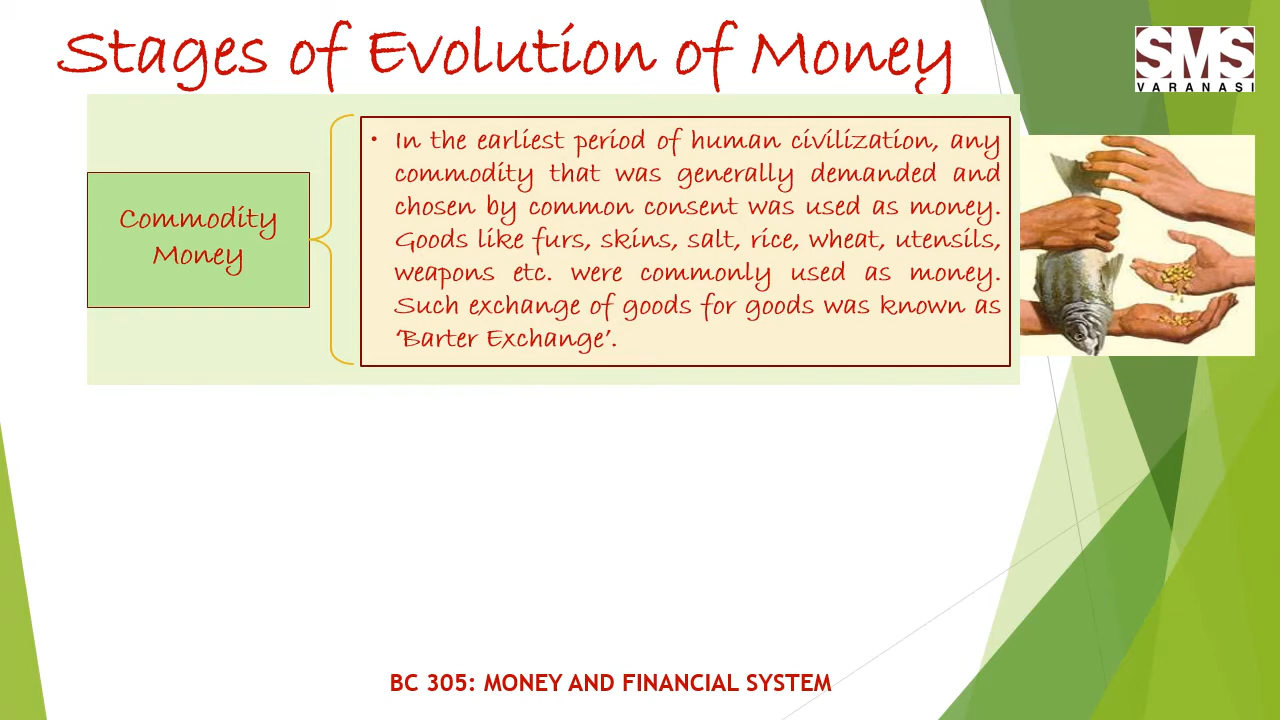 Stages of Evolution of Money
SMS
VARANASI
Commodity
Money
• In the earliest period of human civilization, any
commodity that was generally demanded and
chosen by common consent was used as money.
Goods like furs, skins, salt, rice, wheat, utensils,
weapons etc. were commonly used as money.
Such exchange of goods for goods was known as
‘Barter Exchange’.
BC 305: MONEY AND FINANCIAL SYSTEM